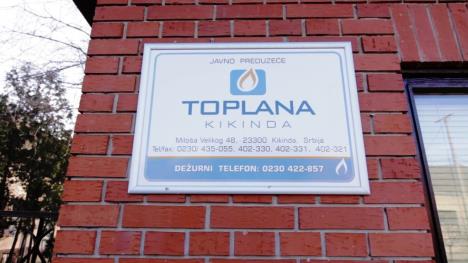 JAVNO PREDUZEĆE
TOPLANA
KIKINDA
Miloša Velikog 48, 23300 Kikinda, Srbija
Tel/fax: 0230/ 435-055, 402-330, 402-331, 402-321
DEŽURNI TELEFON: 0230 422-857